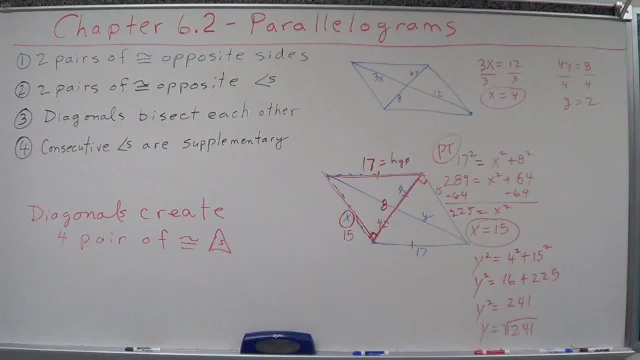 Chapter 6.2 - Parallelograms
① 2 pairs of ≅ opposite sides
② 2 pairs of ≅ opposite ∠s
③ Diagonals bisect each other
④ Consecutive ∠s are supplementary
Diagonals create
4 pair of ≅ △s
3x
4y
8
12
3x = 12
3 3
x = 4
4y = 8
4 4
y = 2
17 = hyp
8
4
y
x
15
15
17
PT
17² = x² + 8²
289 = x² + 64
-64 -64
225 = x²
x = 15
y² = 4² + 15²
y² = 16 + 225
y² = 241
y = √241